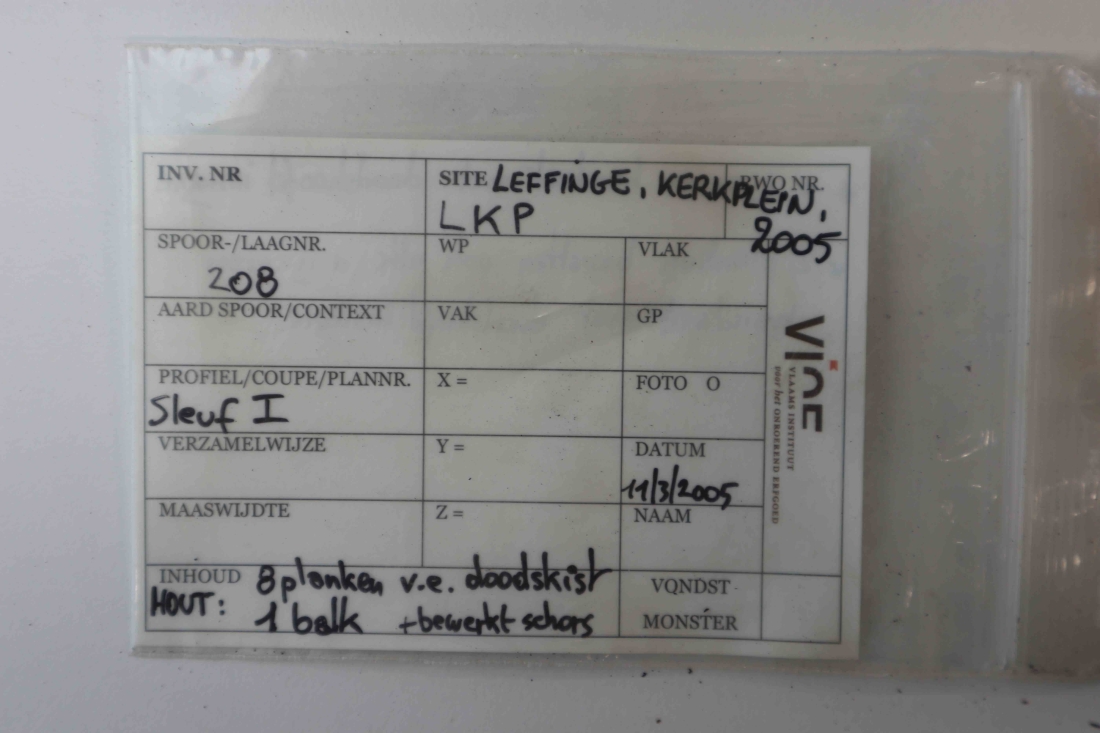 INV. NR
SITE LEFFINGE, KERKPLEIN, 2005
LKP
RWO NR.
SPOOR-/LAAGNR.
208
WP
VLAK
AARD SPOOR/CONTEXT
VAK
GP
PROFIEL/COUPE/PLANNR.
Sleuf I
X =
FOTO O
VERZAMELWIJZE
Y =
DATUM
11/3/2005
MAASWIJDTE
Z =
NAAM
INHOUD 8 planken v.e. doodskist
HOUT: 1 balk + bewerkt schors
VONDST
MONSTER
VIOE
VLAAMS INSTITUUT
voor het ONROEREND ERFGOED